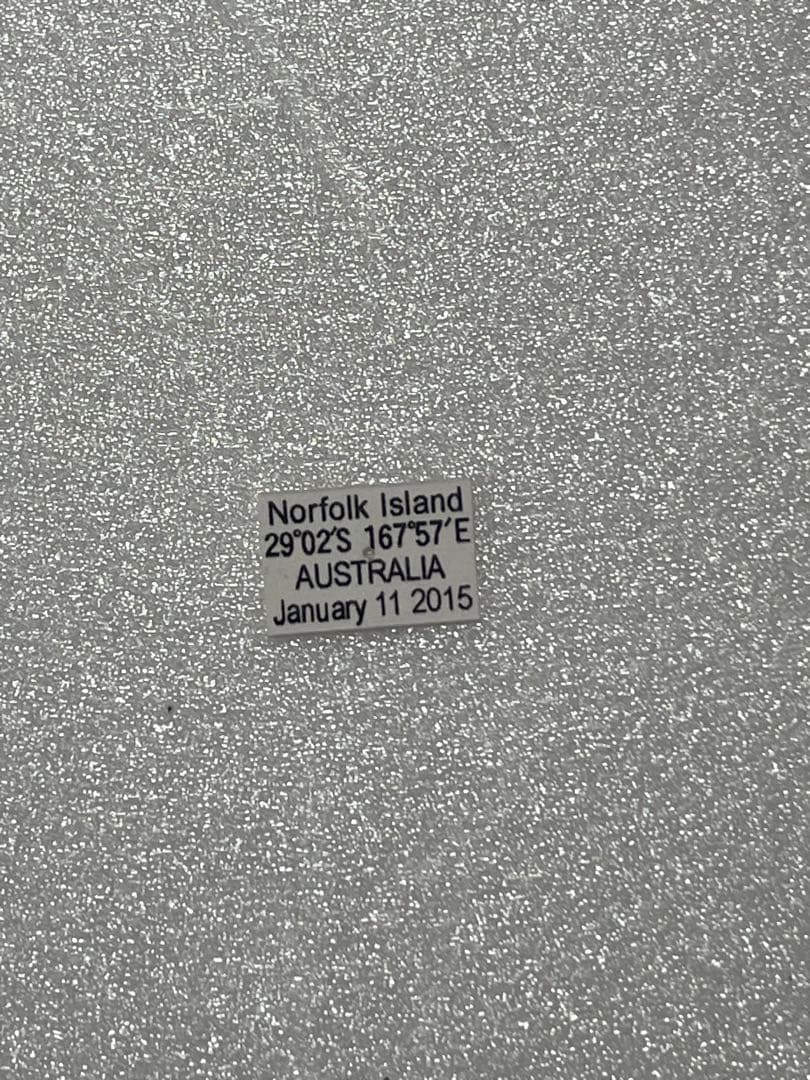 Norfolk Island
29°02′S 167°57′E
AUSTRALIA
January 11 2015